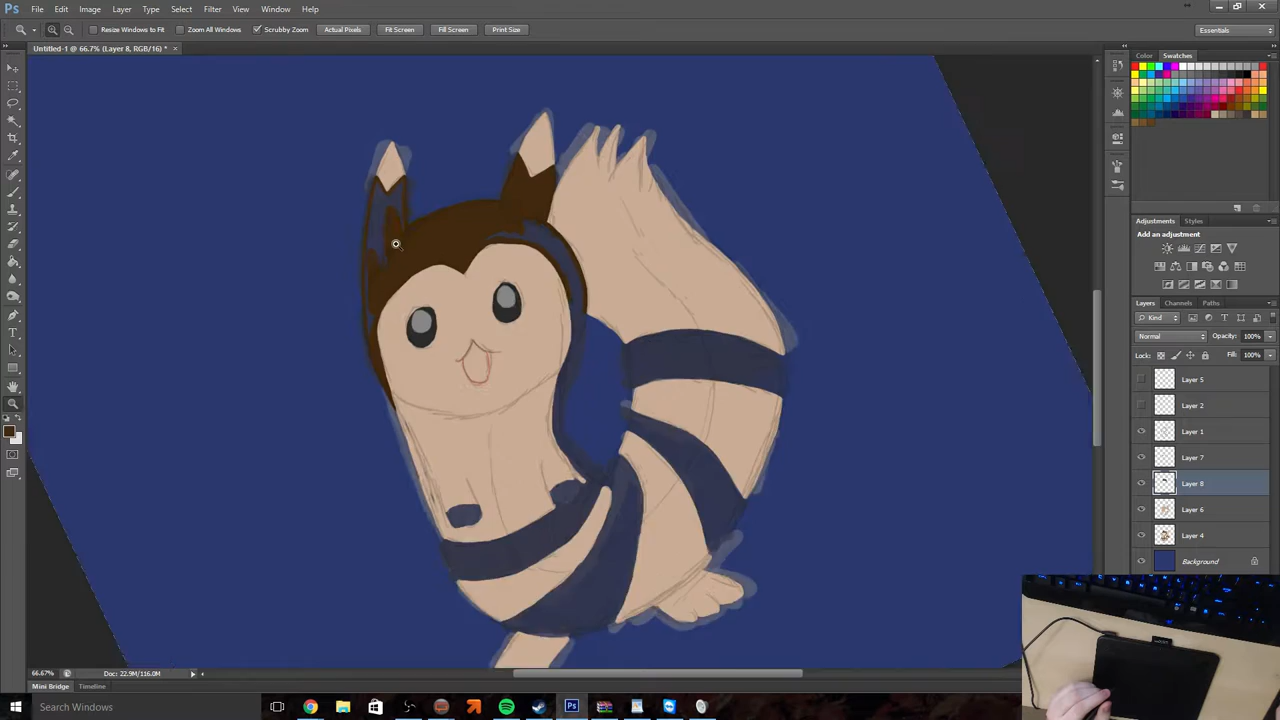 Ps File Edit Image Layer Type Select Filter View Window Help
Resize Windows to Fit Zoom All Windows Scrubby Zoom Actual Pixels Fit Screen Fill Screen Print Size Essentials
Untitled-1 @ 66.7% (Layer 8, RGB/16) * ×
Color Swatches
Adjustments Styles
Add an adjustment
Layers Channels Paths
Kind
Normal Opacity: 100%
Lock: Fill: 100%
Layer 5
Layer 2
Layer 1
Layer 7
Layer 8
Layer 6
Layer 4
Background
66.67% Doc: 22.9M/116.0M
Mini Bridge Timeline
Search Windows Ps